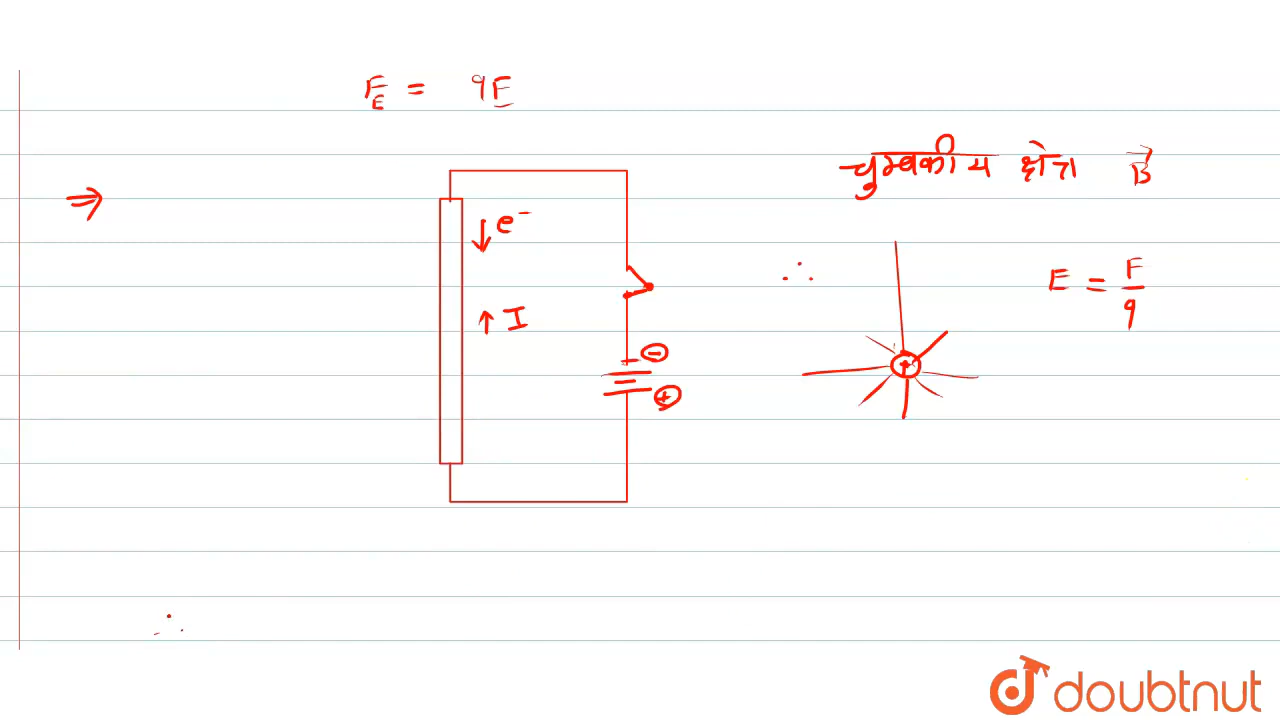 F_E = qE
चुम्बकीय क्षेत्र B⃗
⇒
e⁻
∴
E = F/q
↑ I
⊖
+
⊕
∴
doubtnut